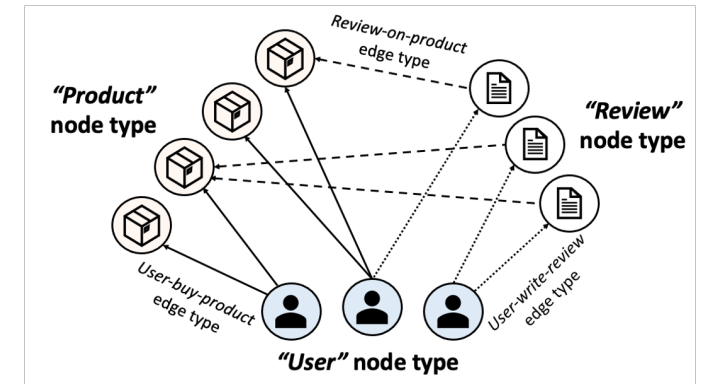 Review-on-product
edge type
“Product”
node type
“Review”
node type
User-buy-product
edge type
User-write-review
edge type
“User” node type